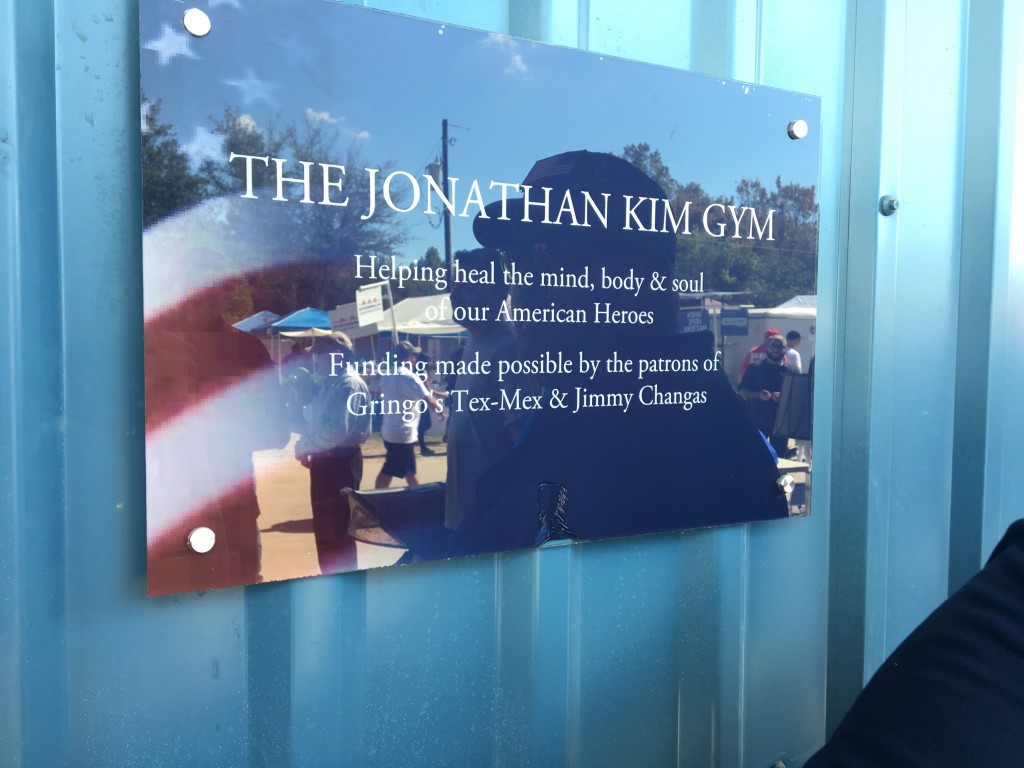 THE JONATHAN KIM GYM
Helping heal the mind, body & soul
of our American Heroes
Funding made possible by the patrons of
Gringo's Tex-Mex & Jimmy Changas